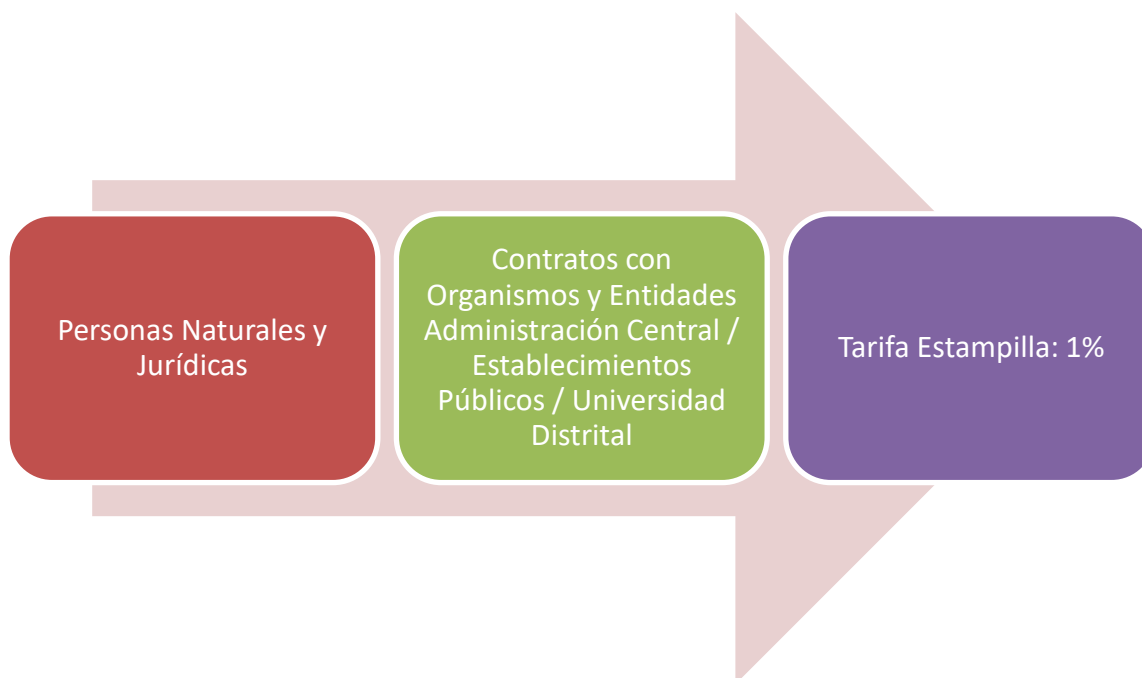 Personas Naturales y
Jurídicas
Contratos con
Organismos y Entidades
Administración Central /
Establecimientos
Públicos / Universidad
Distrital
Tarifa Estampilla: 1%